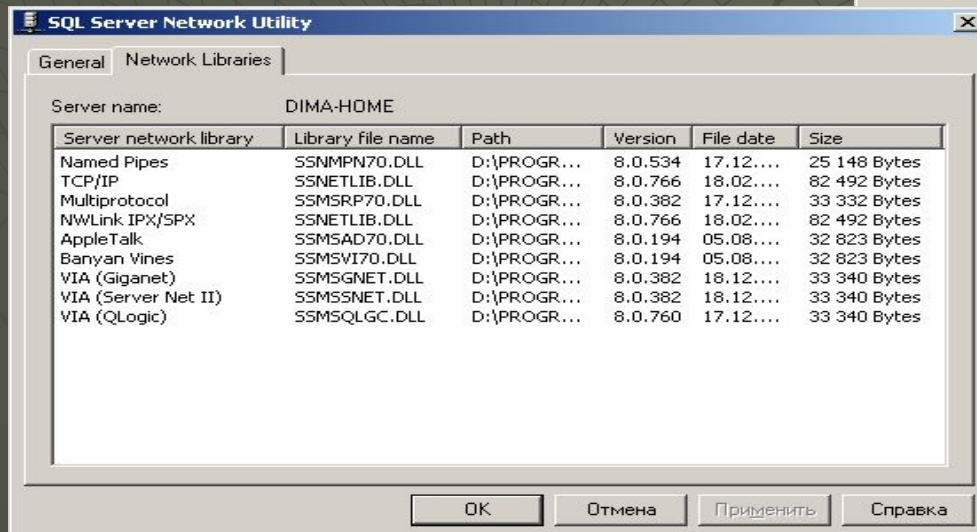 SQL Server Network Utility
General Network Libraries
Server name: DIMA-HOME
Server network library Library file name Path Version File date Size
Named Pipes SSNMPN70.DLL D:\PROGR... 8.0.534 17.12.... 25 148 Bytes
TCP/IP SSNETLIB.DLL D:\PROGR... 8.0.766 18.02.... 82 492 Bytes
Multiprotocol SSMSRP70.DLL D:\PROGR... 8.0.382 17.12.... 33 332 Bytes
NWLink IPX/SPX SSNETLIB.DLL D:\PROGR... 8.0.766 18.02.... 82 492 Bytes
AppleTalk SSMSAD70.DLL D:\PROGR... 8.0.194 05.08.... 32 823 Bytes
Banyan Vines SSMSVI70.DLL D:\PROGR... 8.0.194 05.08.... 32 823 Bytes
VIA (Giganet) SSMSGNET.DLL D:\PROGR... 8.0.382 18.12.... 33 340 Bytes
VIA (Server Net II) SSMSSNET.DLL D:\PROGR... 8.0.382 18.12.... 33 340 Bytes
VIA (QLogic) SSMSQLGC.DLL D:\PROGR... 8.0.760 17.12.... 33 340 Bytes
OK Отмена Применить Справка